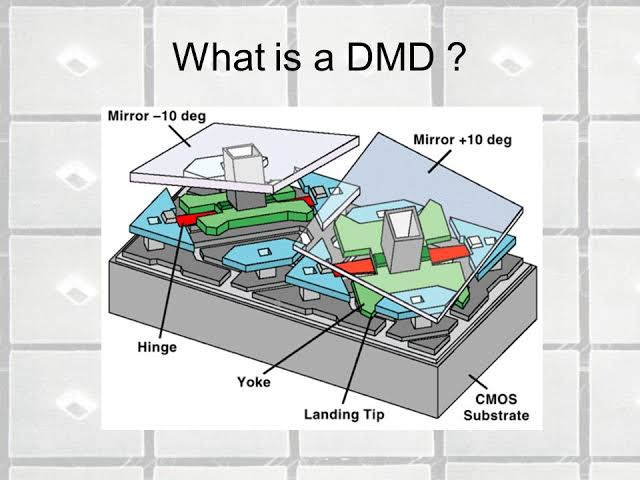 What is a DMD ?
Mirror –10 deg
Mirror +10 deg
Hinge
Yoke
Landing Tip
CMOS
Substrate